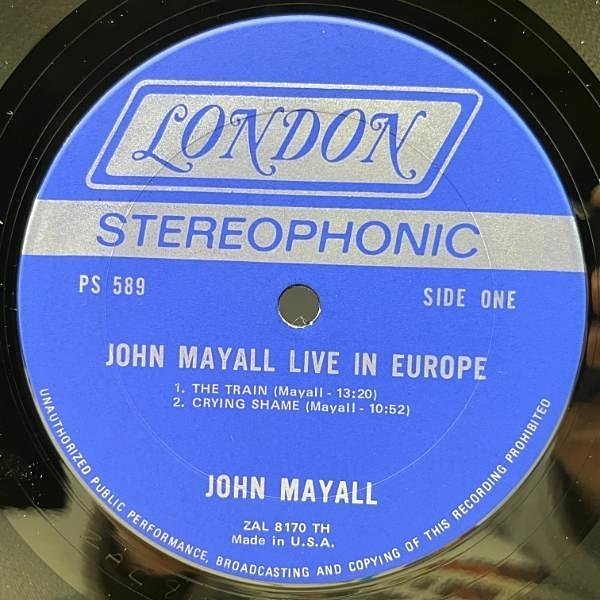 LONDON
STEREOPHONIC
PS 589
SIDE ONE
JOHN MAYALL LIVE IN EUROPE
1. THE TRAIN (Mayall - 13:20)
2. CRYING SHAME (Mayall - 10:52)
JOHN MAYALL
ZAL 8170 TH
Made in U.S.A.
UNAUTHORIZED PUBLIC PERFORMANCE, BROADCASTING AND COPYING OF THIS RECORDING PROHIBITED